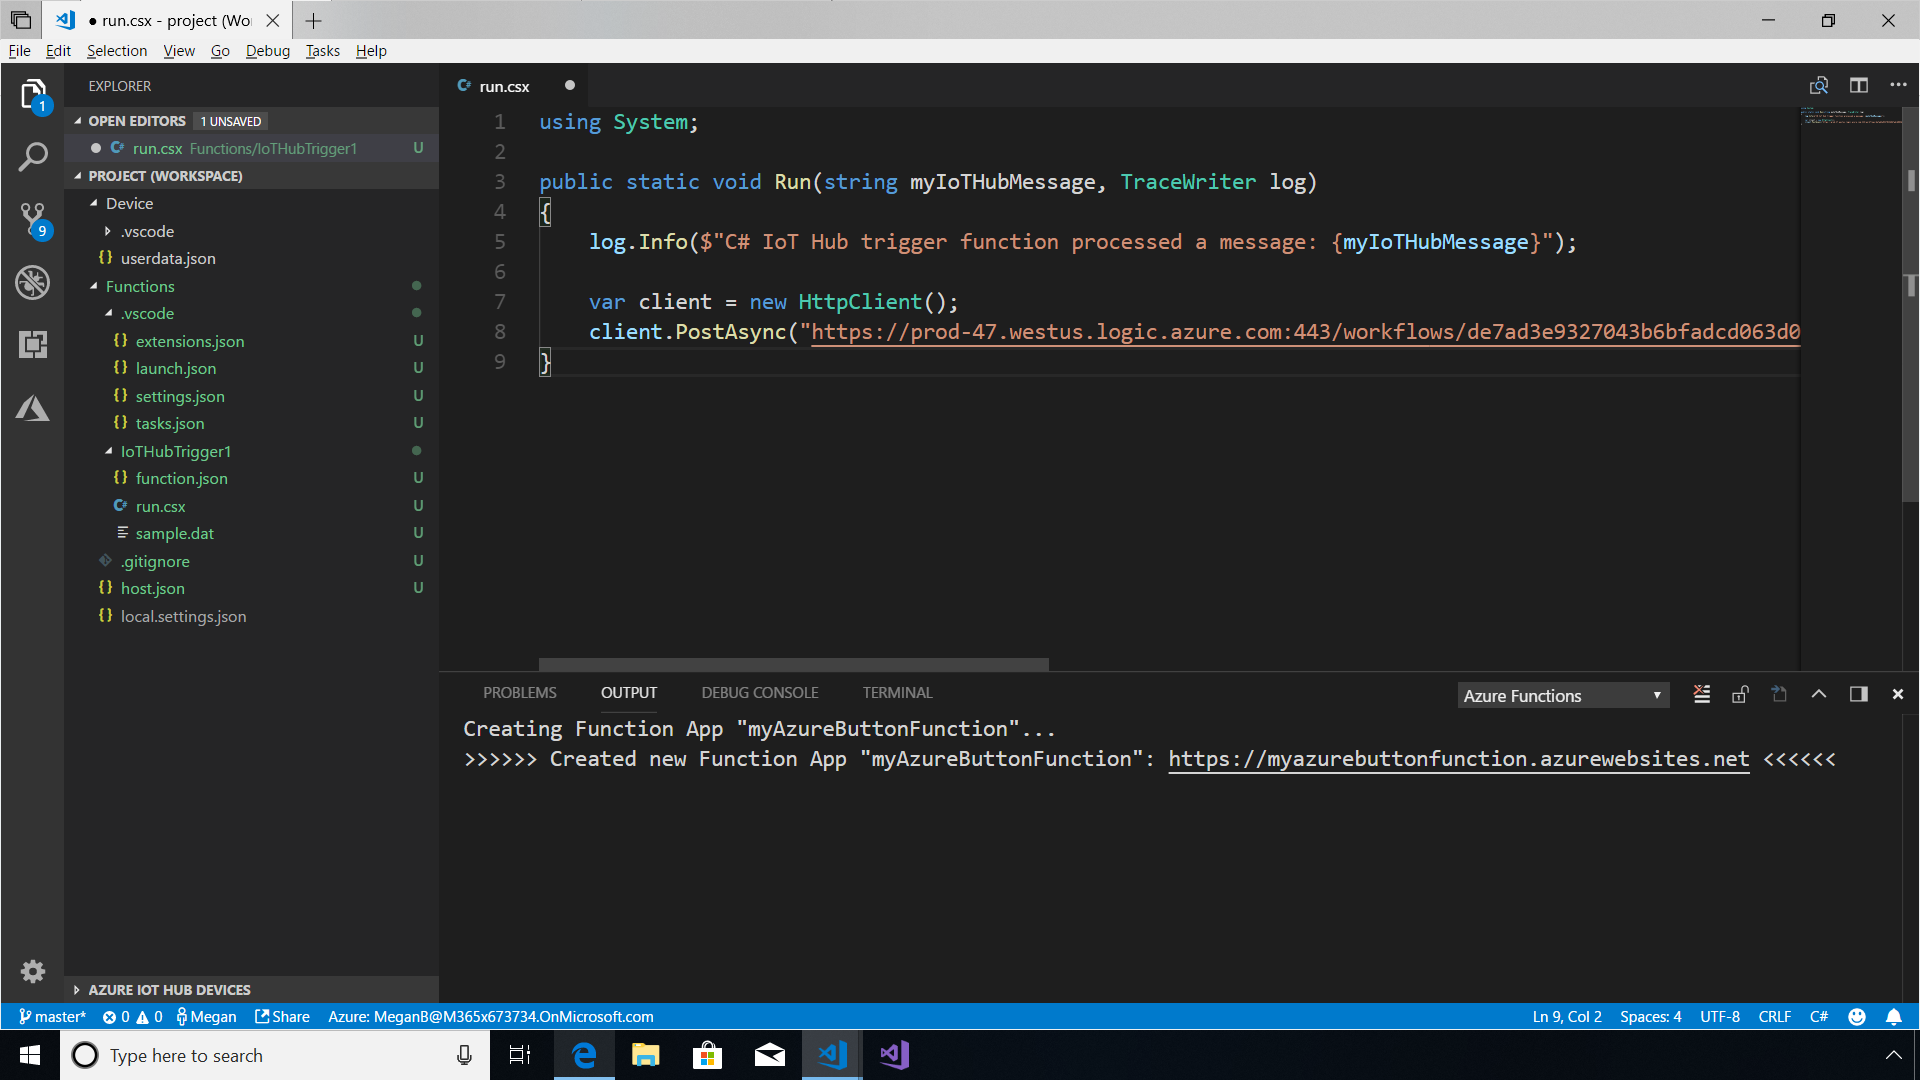 ● run.csx - project (Wo
File Edit Selection View Go Debug Tasks Help
EXPLORER
OPEN EDITORS 1 UNSAVED
run.csx Functions/IoTHubTrigger1 U
PROJECT (WORKSPACE)
Device
.vscode
{} userdata.json
Functions
.vscode
{} extensions.json U
{} launch.json U
{} settings.json U
{} tasks.json U
IoTHubTrigger1
{} function.json U
C# run.csx U
sample.dat U
.gitignore U
{} host.json U
{} local.settings.json
AZURE IOT HUB DEVICES
1
9
C# run.csx
1 using System;
2
3 public static void Run(string myIoTHubMessage, TraceWriter log)
4 {
5 log.Info($"C# IoT Hub trigger function processed a message: {myIoTHubMessage}");
6
7 var client = new HttpClient();
8 client.PostAsync("https://prod-47.westus.logic.azure.com:443/workflows/de7ad3e9327043b6bfadcd063d0
9 }
PROBLEMS OUTPUT DEBUG CONSOLE TERMINAL Azure Functions
Creating Function App "myAzureButtonFunction"...
>>>>>> Created new Function App "myAzureButtonFunction": https://myazurebuttonfunction.azurewebsites.net <<<<<<
master* 0 0 Megan Share Azure: MeganB@M365x673734.OnMicrosoft.com Ln 9, Col 2 Spaces: 4 UTF-8 CRLF C#
Type here to search